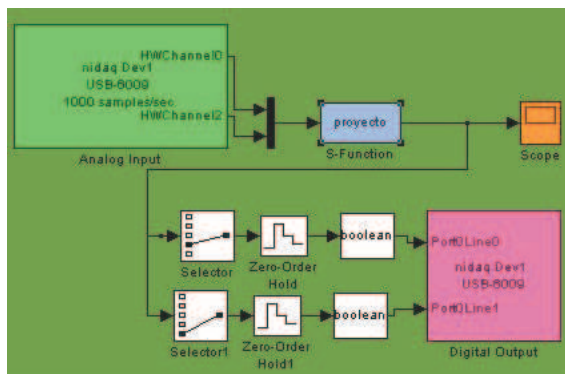 HWChannel0
nidaq Dev1
USB-6009
1000 samples/sec
HWChannel2
Analog Input
proyecto
S-Function
Scope
Selector
Zero-Order
Hold
boolean
Port0Line0
nidaq Dev1
USB-6009
Selector1
Zero-Order
Hold1
boolean
Port0Line1
Digital Output